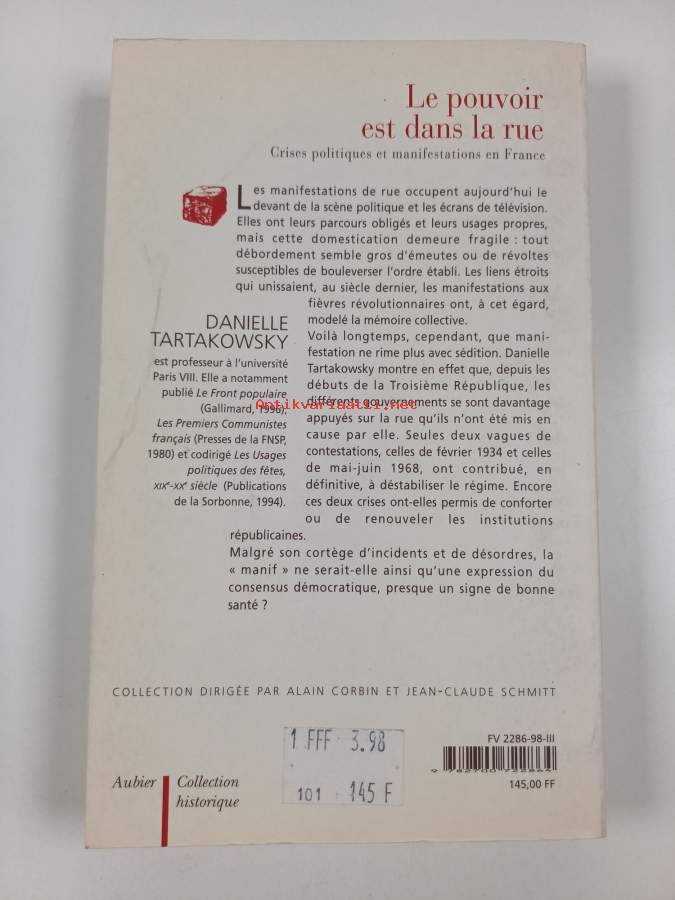 Le pouvoir
est dans la rue
Crises politiques et manifestations en France
Les manifestations de rue occupent aujourd'hui le
devant de la scène politique et les écrans de télévision.
Elles ont leurs parcours obligés et leurs usages propres,
mais cette domestication demeure fragile : tout
débordement semble gros d'émeutes ou de révoltes
susceptibles de bouleverser l'ordre établi. Les liens étroits
qui unissaient, au siècle dernier, les manifestations aux
fièvres révolutionnaires ont, à cet égard,
modelé la mémoire collective.
Voilà longtemps, cependant, que mani-
festation ne rime plus avec sédition. Danielle
Tartakowsky montre en effet que, depuis les
débuts de la Troisième République, les
différents gouvernements se sont davantage
appuyés sur la rue qu'ils n'ont été mis en
cause par elle. Seules deux vagues de
contestations, celles de février 1934 et celles
de mai-juin 1968, ont contribué, en
définitive, à déstabiliser le régime. Encore
ces deux crises ont-elles permis de conforter
ou de renouveler les institutions
républicaines.
Malgré son cortège d'incidents et de désordres, la
« manif » ne serait-elle ainsi qu'une expression du
consensus démocratique, presque un signe de bonne
santé ?
DANIELLE
TARTAKOWSKY
est professeur à l'université
Paris VIII. Elle a notamment
publié Le Front populaire
(Gallimard, 1996),
Les Premiers Communistes
français (Presses de la FNSP,
1980) et codirigé Les Usages
politiques des fêtes,
XIXe-XXe siècle (Publications
de la Sorbonne, 1994).
Antikvariaatti.net
COLLECTION DIRIGÉE PAR ALAIN CORBIN ET JEAN-CLAUDE SCHMITT
1 FFF 3.98
101 145 F
FV 2286-98-III
145,00 FF
Aubier
Collection
historique